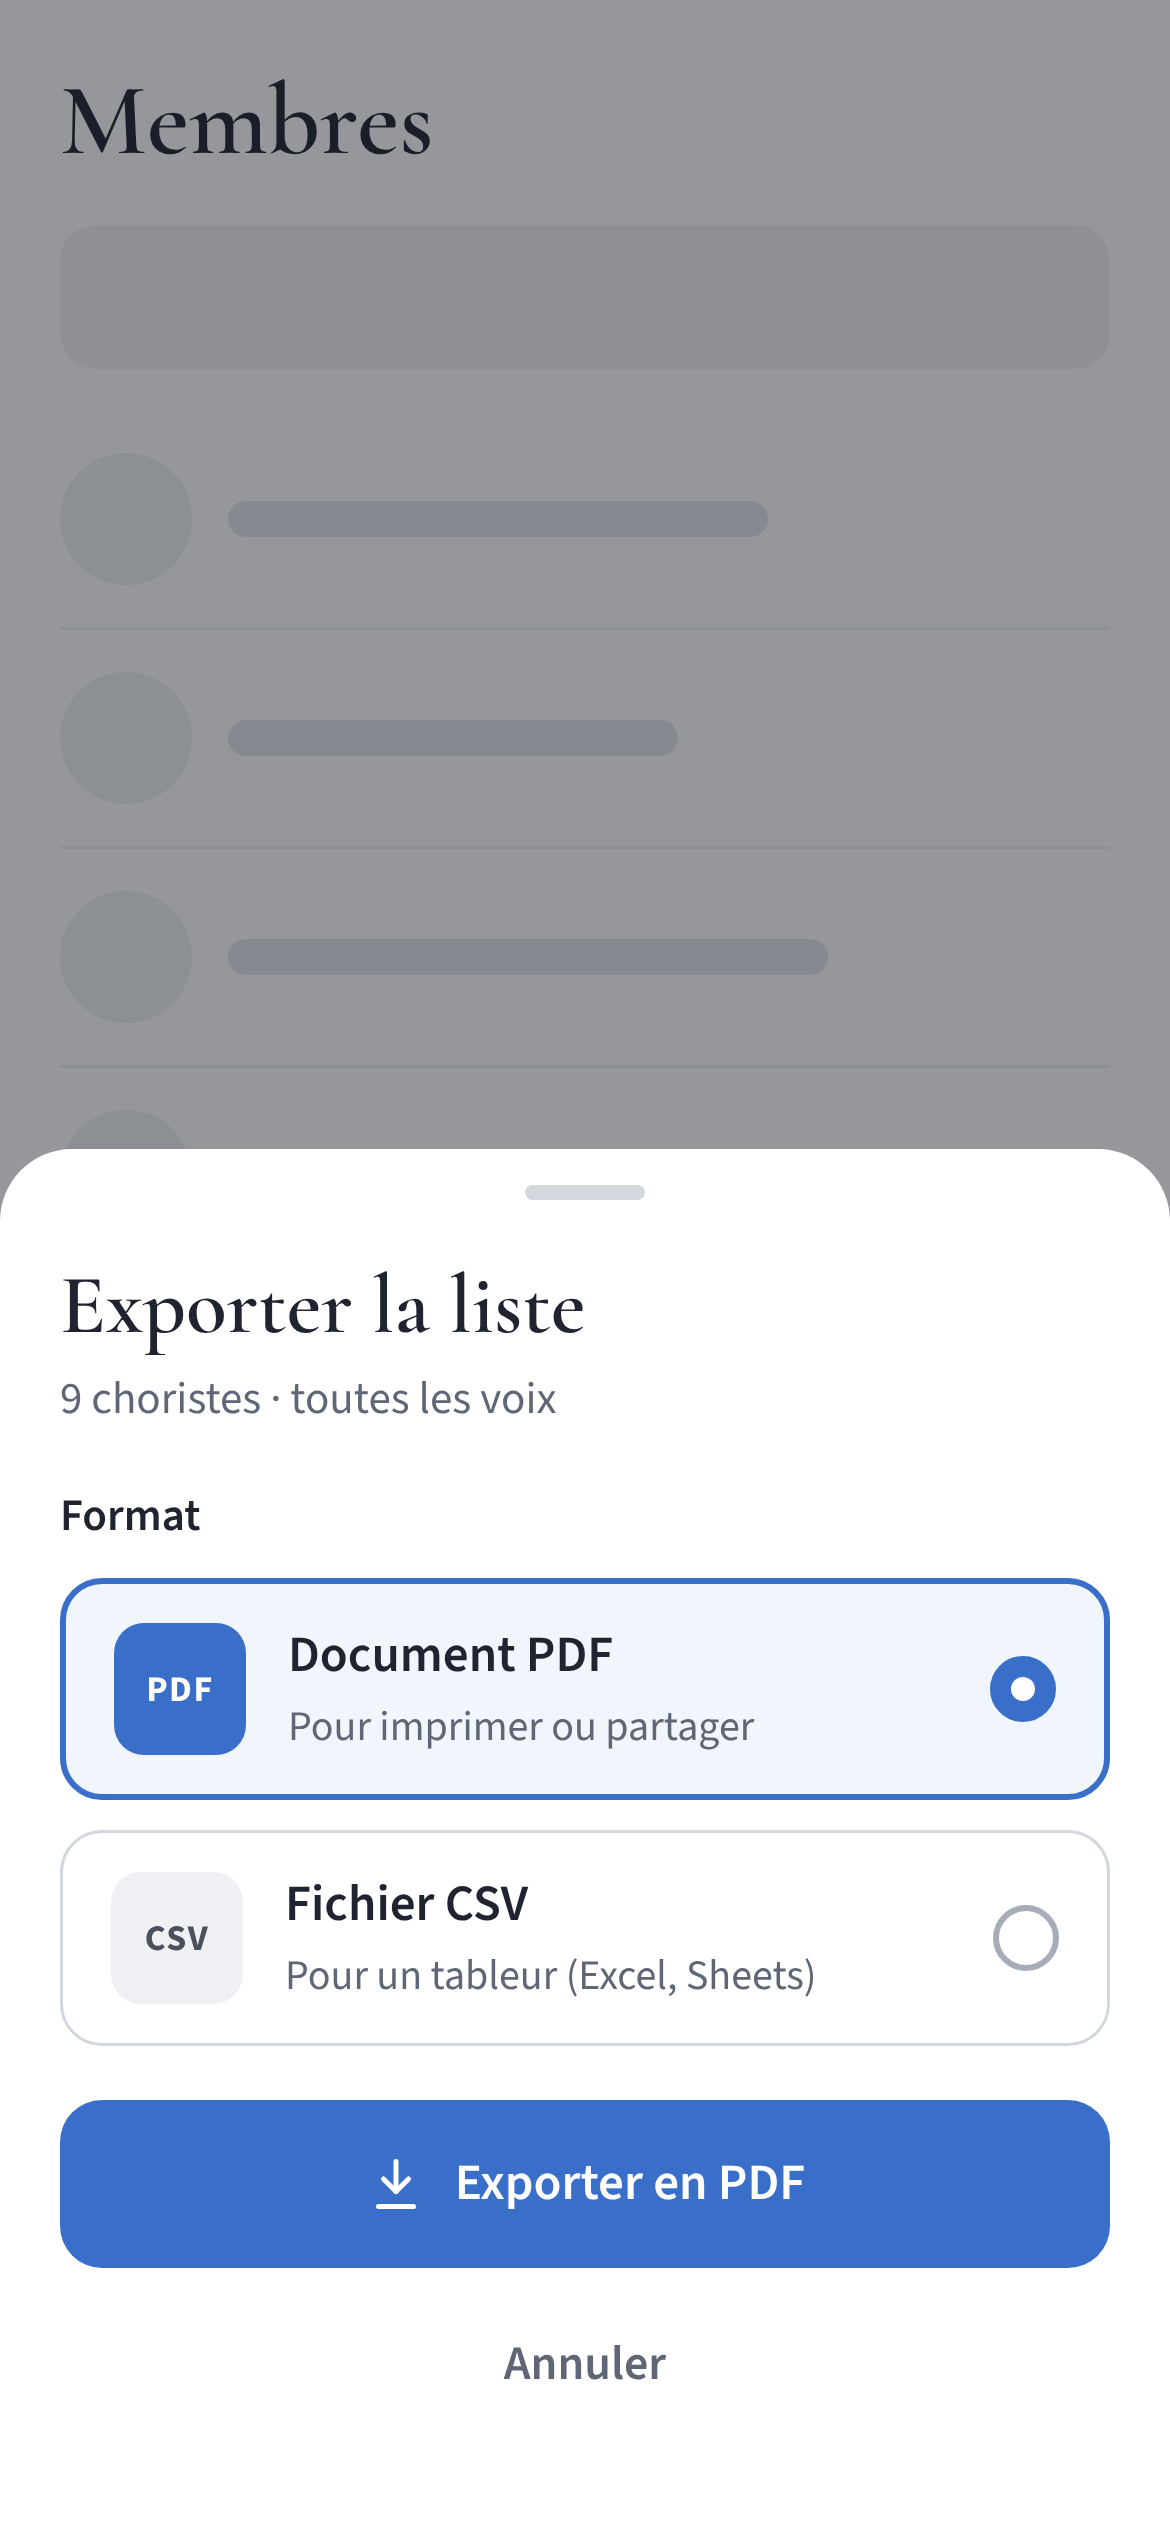 Membres
Exporter la liste
9 choristes · toutes les voix
Format
PDF
Document PDF
Pour imprimer ou partager
CSV
Fichier CSV
Pour un tableur (Excel, Sheets)
Exporter en PDF
Annuler